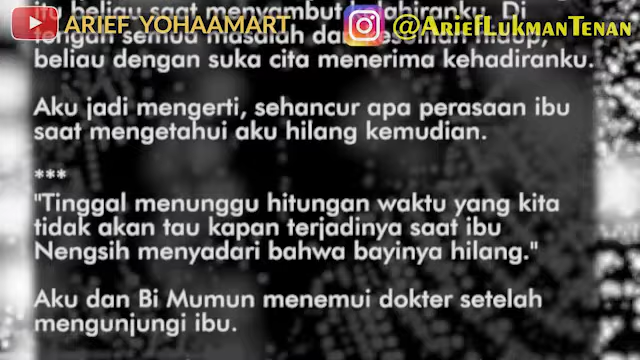 itu beliau saat menyambut kelahiranku. Di
ARIEF YOHAAMART
@AriefLukmanTenan
tengah semua masalah dan hidup,
beliau dengan suka cita menerima kehadiranku.
Aku jadi mengerti, sehancur apa perasaan ibu
saat mengetahui aku hilang kemudian.
***
"Tinggal menunggu hitungan waktu yang kita
tidak akan tau kapan terjadinya saat ibu
Nengsih menyadari bahwa bayinya hilang."
Aku dan Bi Mumun menemui dokter setelah
mengunjungi ibu.